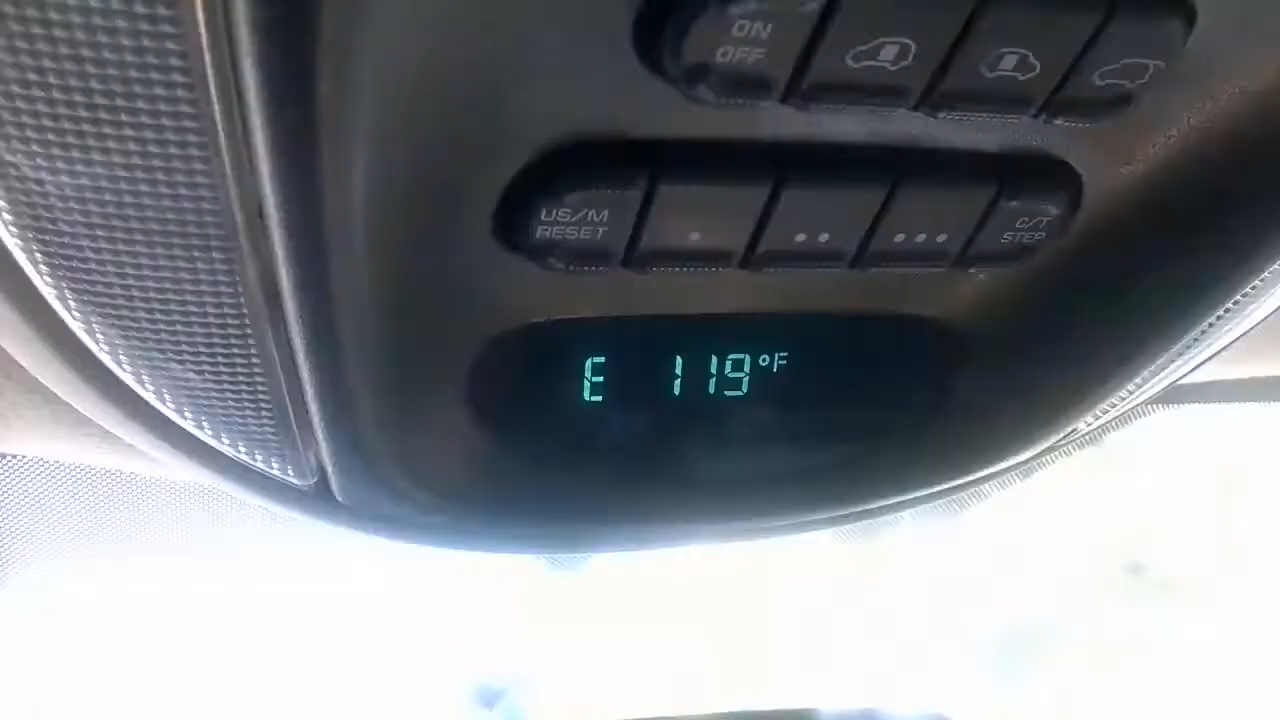 ON
OFF
US/M
RESET
C/T
STEP
E 119°F